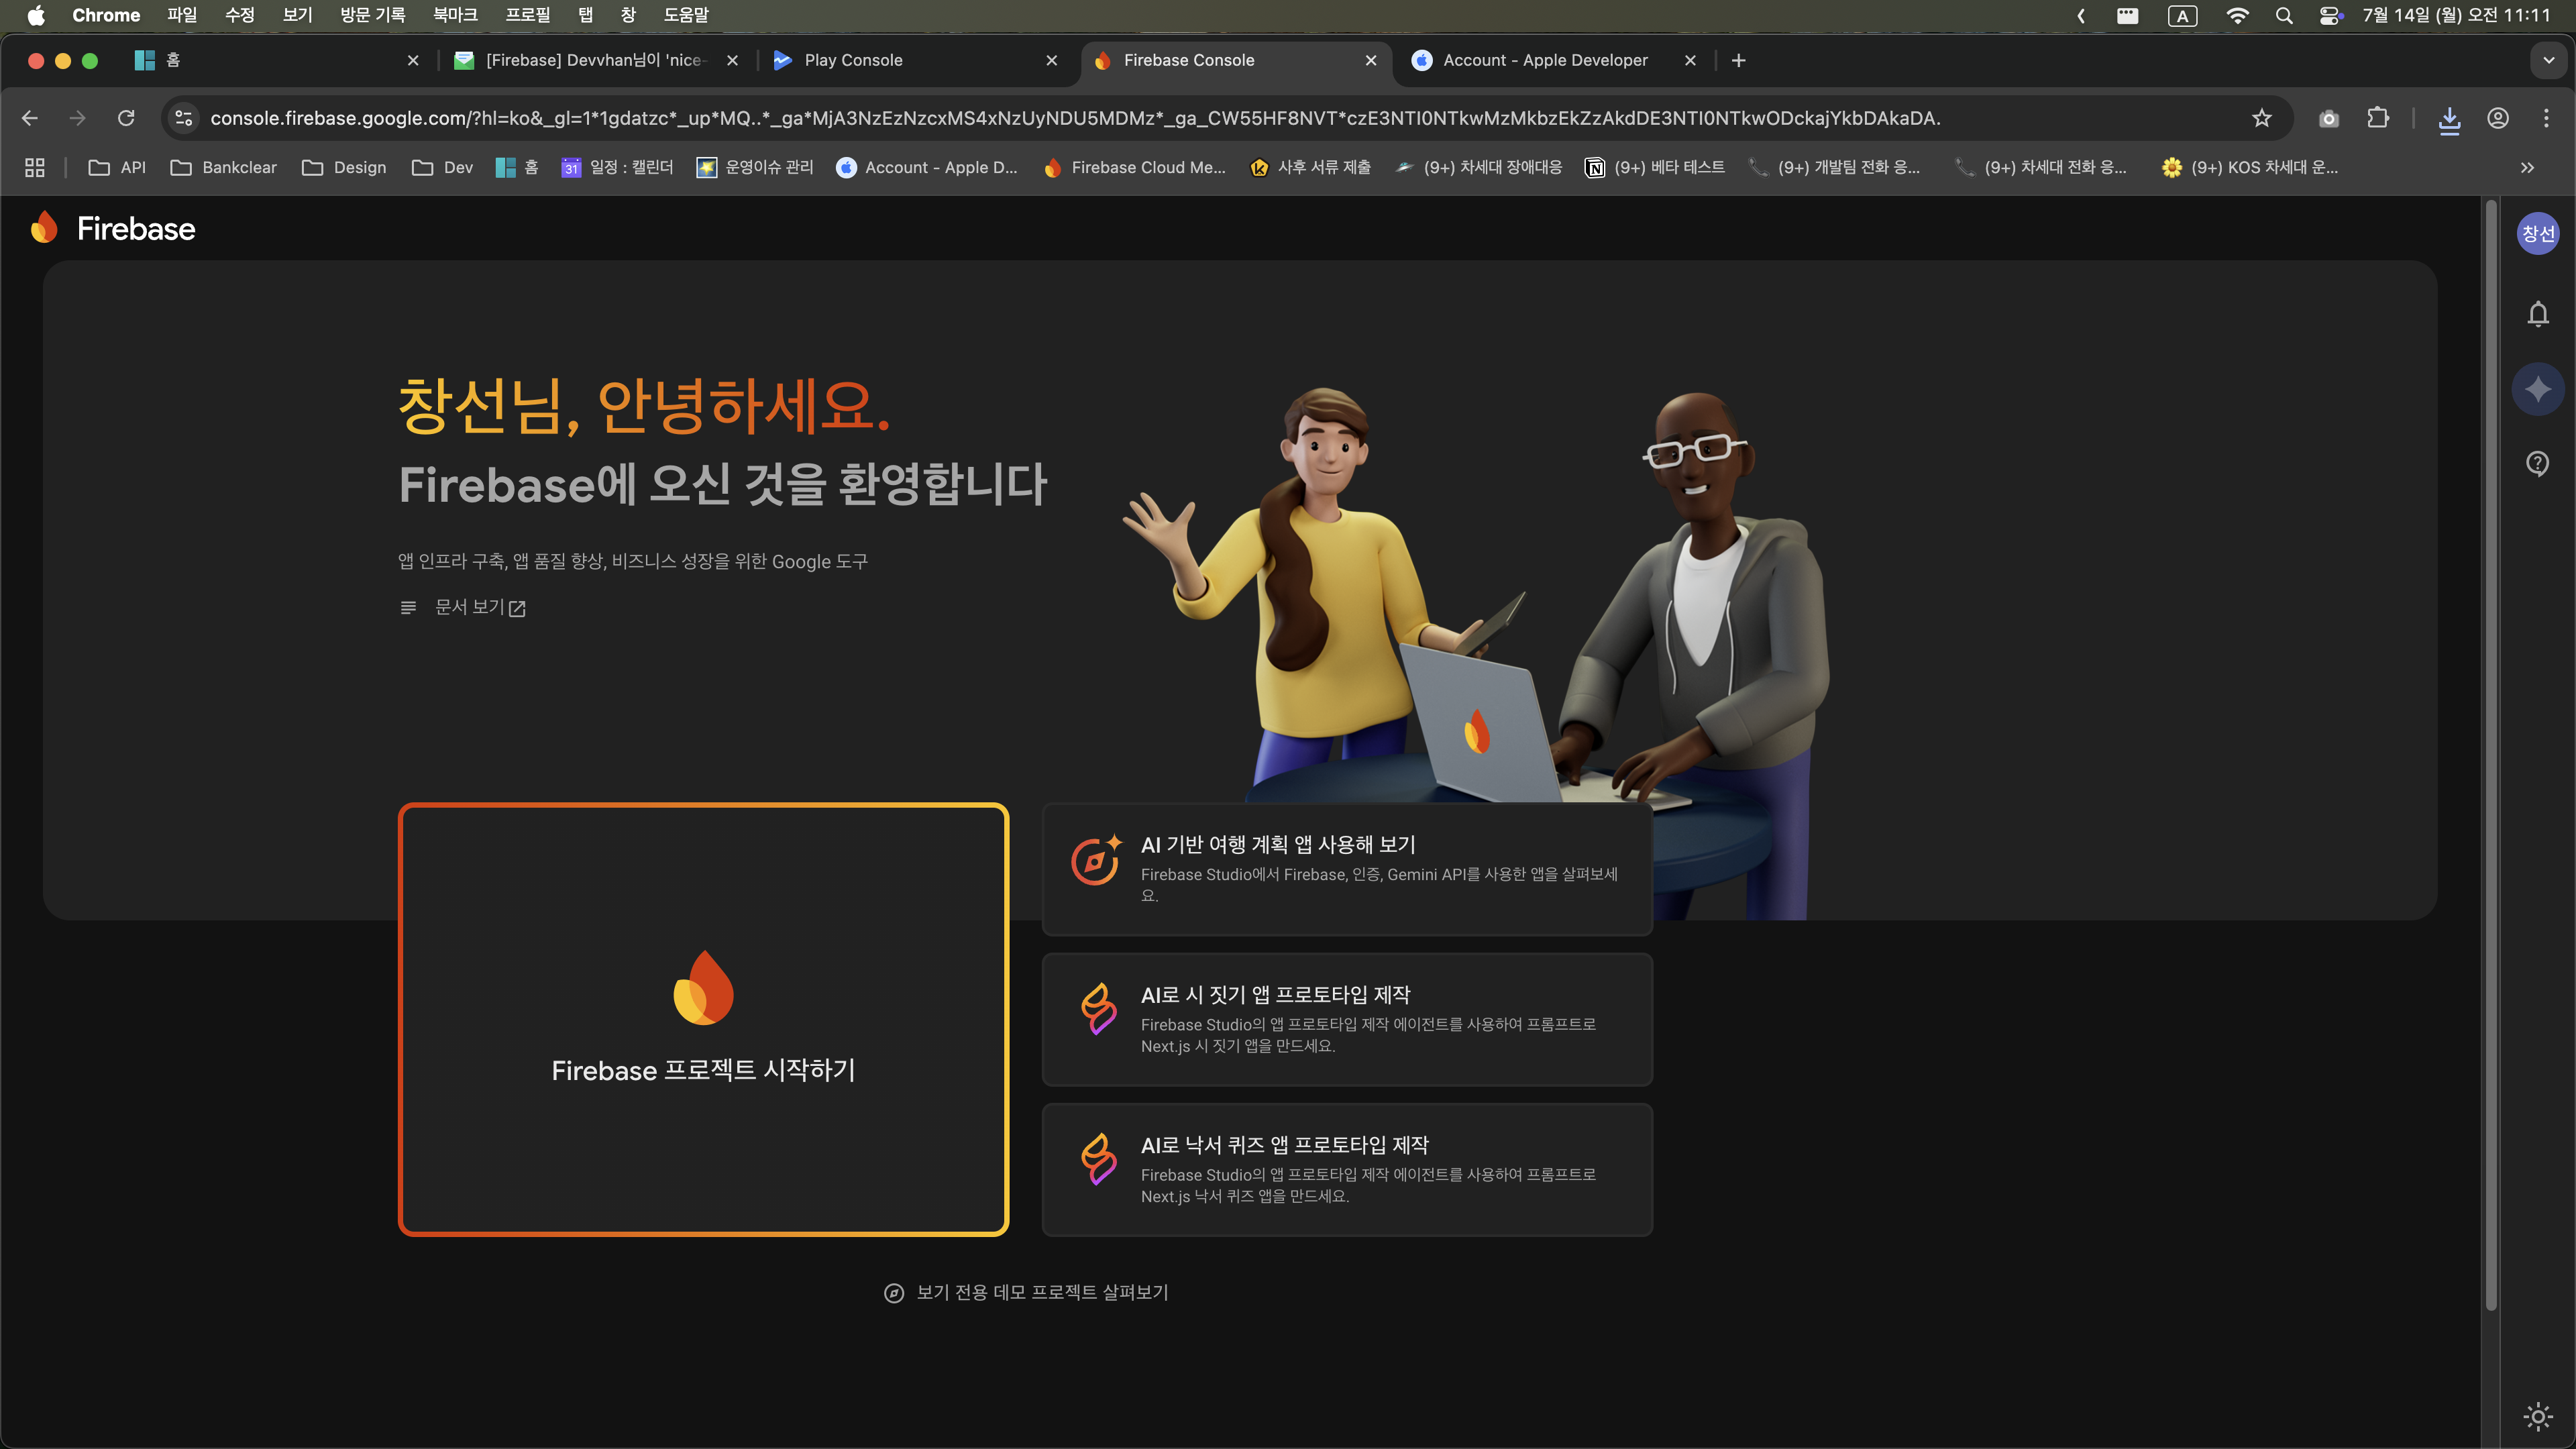 Chrome 파일 수정 보기 방문 기록 북마크 프로필 탭 창 도움말 A 7월 14일 (월) 오전 11:11
홈 [Firebase] Devvhan님이 'nice- Play Console Firebase Console Account - Apple Developer
console.firebase.google.com/?hl=ko&_gl=1*1gdatzc*_up*MQ..*_ga*MjA3NzEzNzcxMS4xNzUyNDU5MDMz*_ga_CW55HF8NVT*czE3NTI0NTkwMzMkbzEkZzAkdDE3NTI0NTkwODckajYkbDAkaDA.
API Bankclear Design Dev 홈 31 일정 : 캘린더 운영이슈 관리 Account - Apple D... Firebase Cloud Me... 사후 서류 제출 (9+) 차세대 장애대응 (9+) 베타 테스트 (9+) 개발팀 전화 응... (9+) 차세대 전화 응... (9+) KOS 차세대 운...
Firebase
창선
창선님, 안녕하세요.
Firebase에 오신 것을 환영합니다
앱 인프라 구축, 앱 품질 향상, 비즈니스 성장을 위한 Google 도구
문서 보기
Firebase 프로젝트 시작하기
AI 기반 여행 계획 앱 사용해 보기
Firebase Studio에서 Firebase, 인증, Gemini API를 사용한 앱을 살펴보세
요.
AI로 시 짓기 앱 프로토타입 제작
Firebase Studio의 앱 프로토타입 제작 에이전트를 사용하여 프롬프트로
Next.js 시 짓기 앱을 만드세요.
AI로 낙서 퀴즈 앱 프로토타입 제작
Firebase Studio의 앱 프로토타입 제작 에이전트를 사용하여 프롬프트로
Next.js 낙서 퀴즈 앱을 만드세요.
보기 전용 데모 프로젝트 살펴보기